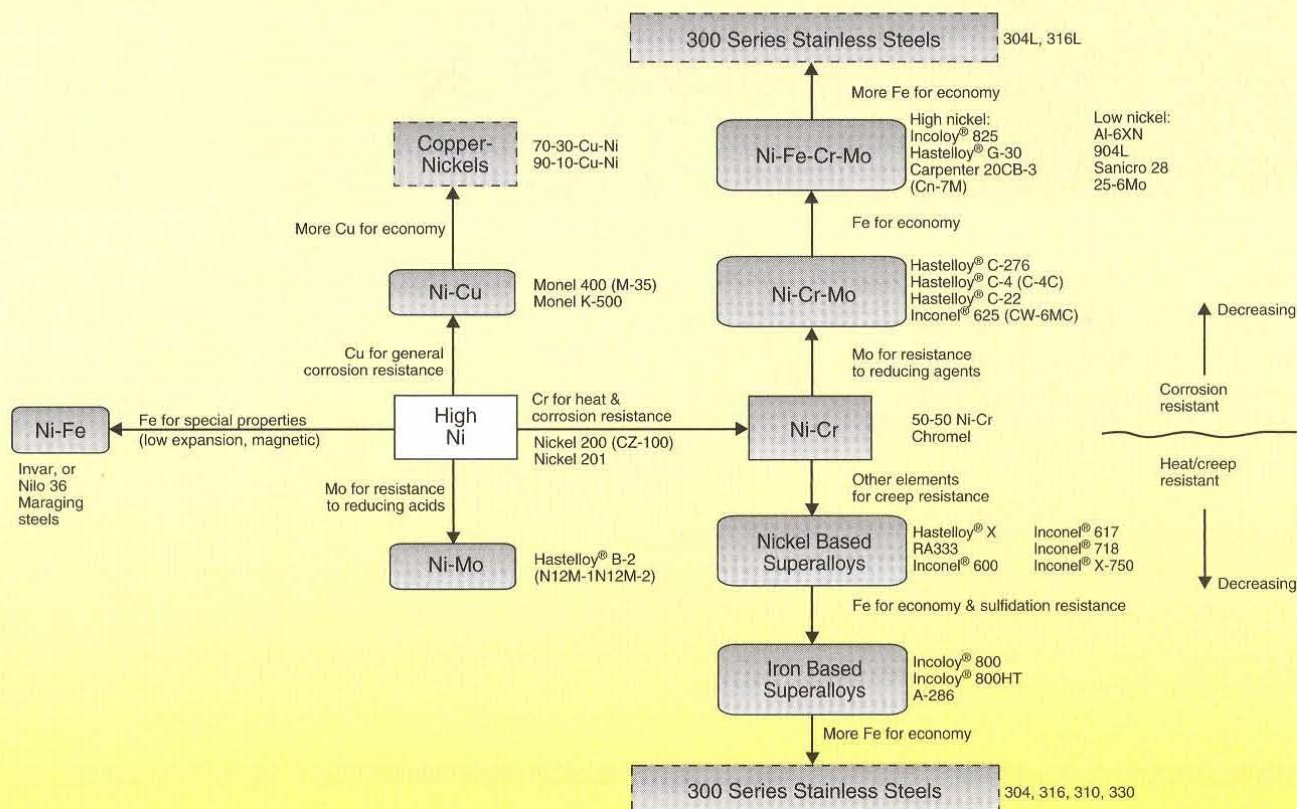 300 Series Stainless Steels
304L, 316L
More Fe for economy
Ni-Fe-Cr-Mo
High nickel:
Incoloy® 825
Hastelloy® G-30
Carpenter 20CB-3
(Cn-7M)
Low nickel:
Al-6XN
904L
Sanicro 28
25-6Mo
Copper-
Nickels
70-30-Cu-Ni
90-10-Cu-Ni
More Cu for economy
Fe for economy
Ni-Cu
Monel 400 (M-35)
Monel K-500
Ni-Cr-Mo
Hastelloy® C-276
Hastelloy® C-4 (C-4C)
Hastelloy® C-22
Inconel® 625 (CW-6MC)
Decreasing
Cu for general
corrosion resistance
Mo for resistance
to reducing agents
Corrosion
resistant
Ni-Fe
Fe for special properties
(low expansion, magnetic)
High
Ni
Cr for heat &
corrosion resistance
Nickel 200 (CZ-100)
Nickel 201
Ni-Cr
50-50 Ni-Cr
Chromel
Invar, or
Nilo 36
Maraging
steels
Heat/creep
resistant
Mo for resistance
to reducing acids
Other elements
for creep resistance
Ni-Mo
Hastelloy® B-2
(N12M-1N12M-2)
Nickel Based
Superalloys
Hastelloy® X
RA333
Inconel® 600
Inconel® 617
Inconel® 718
Inconel® X-750
Decreasing
Fe for economy & sulfidation resistance
Iron Based
Superalloys
Incoloy® 800
Incoloy® 800HT
A-286
More Fe for economy
300 Series Stainless Steels
304, 316, 310, 330